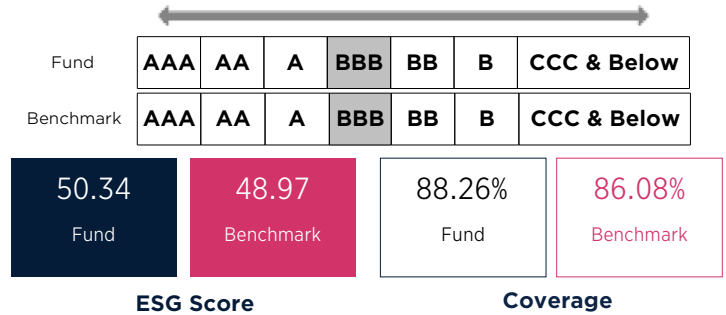 Fund AAA AA A BBB BB B CCC & Below
Benchmark AAA AA A BBB BB B CCC & Below
50.34 48.97 88.26% 86.08%
Fund Benchmark Fund Benchmark
ESG Score Coverage